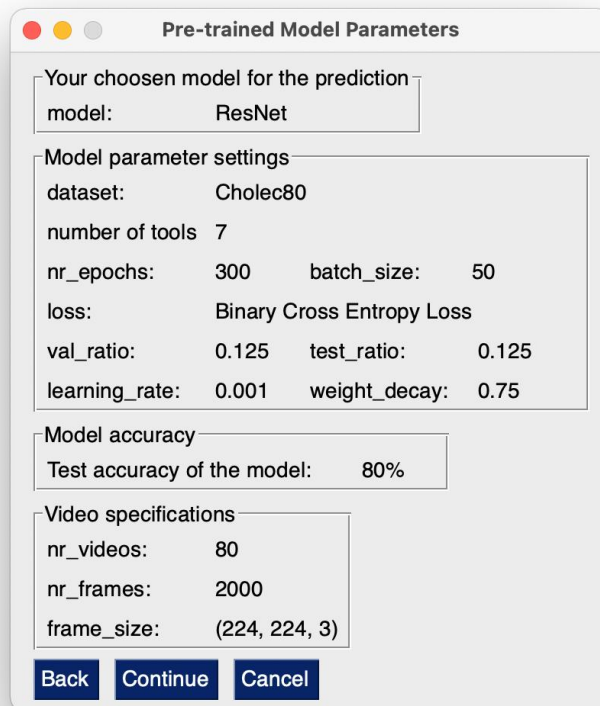 Pre-trained Model Parameters
Your choosen model for the prediction
model: ResNet
Model parameter settings
dataset: Cholec80
number of tools 7
nr_epochs: 300 batch_size: 50
loss: Binary Cross Entropy Loss
val_ratio: 0.125 test_ratio: 0.125
learning_rate: 0.001 weight_decay: 0.75
Model accuracy
Test accuracy of the model: 80%
Video specifications
nr_videos: 80
nr_frames: 2000
frame_size: (224, 224, 3)
Back Continue Cancel